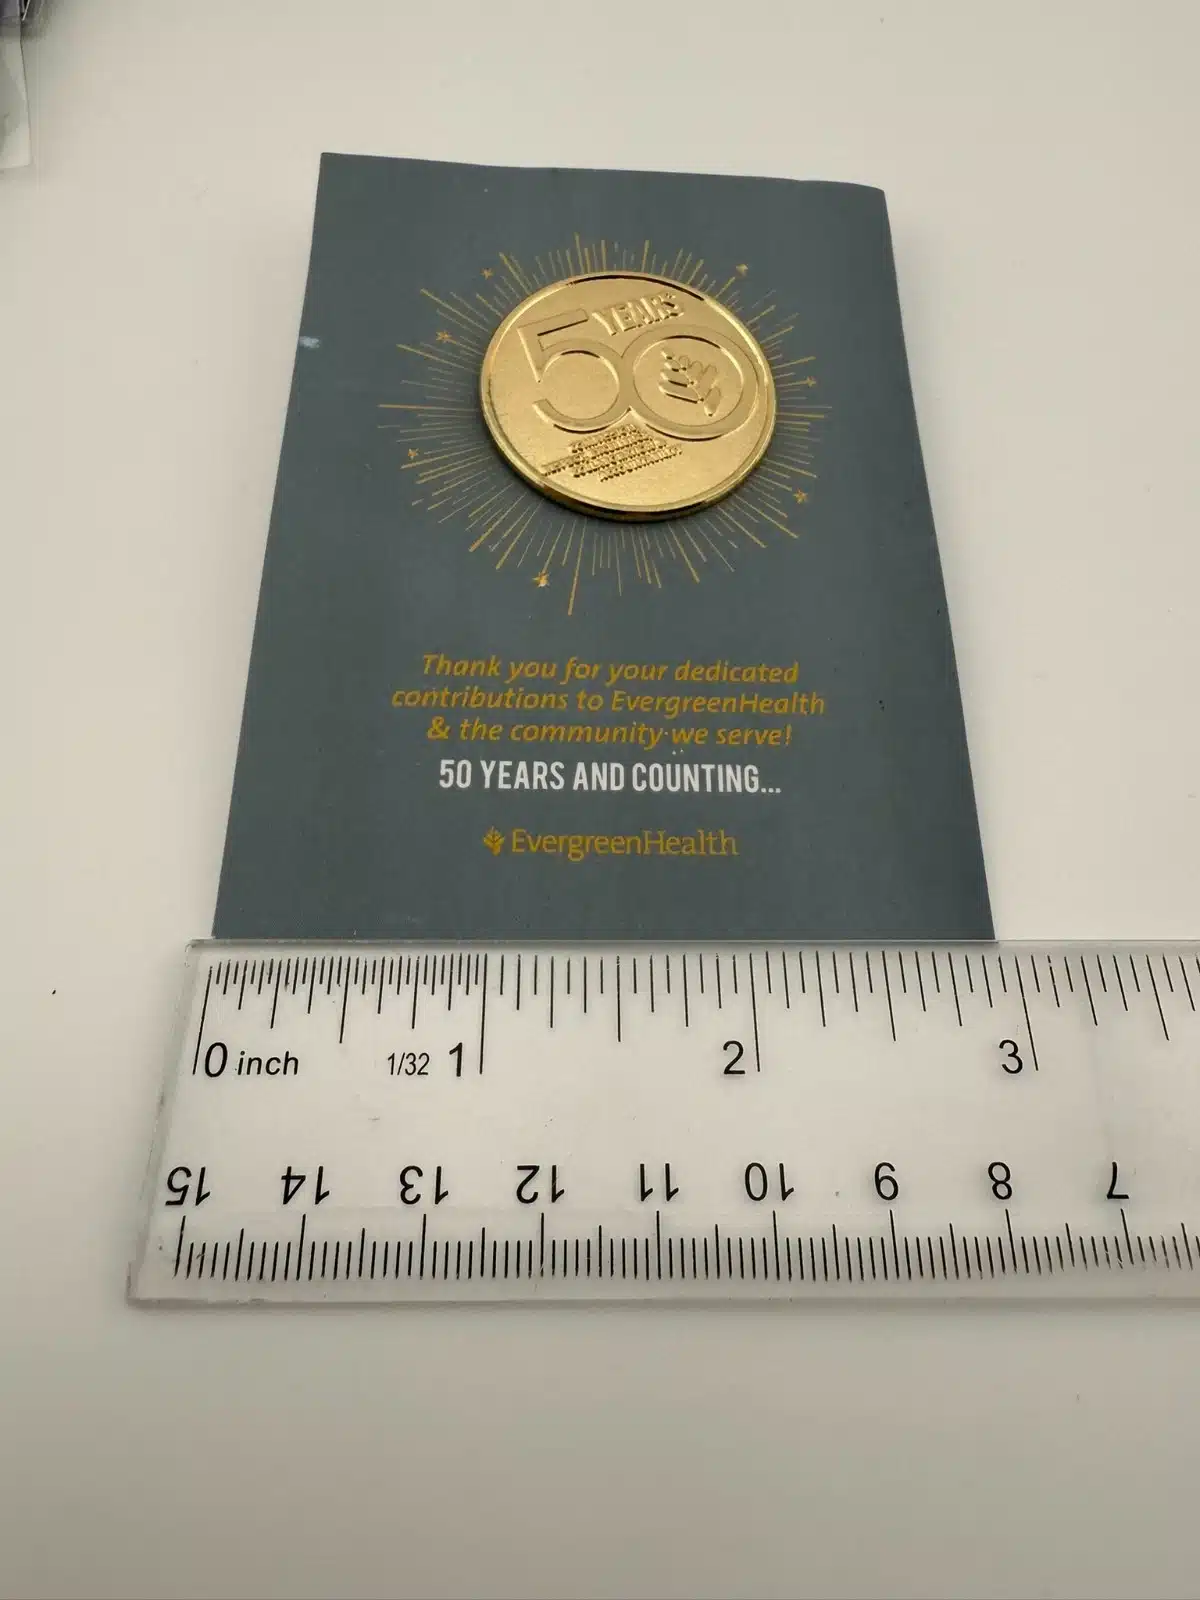 50 YEARS
Thank you for your dedicated
contributions to EvergreenHealth
& the community we serve!
50 YEARS AND COUNTING...
EvergreenHealth
0 inch 1/32 1 2 3
15 14 13 12 11 10 9 8 7